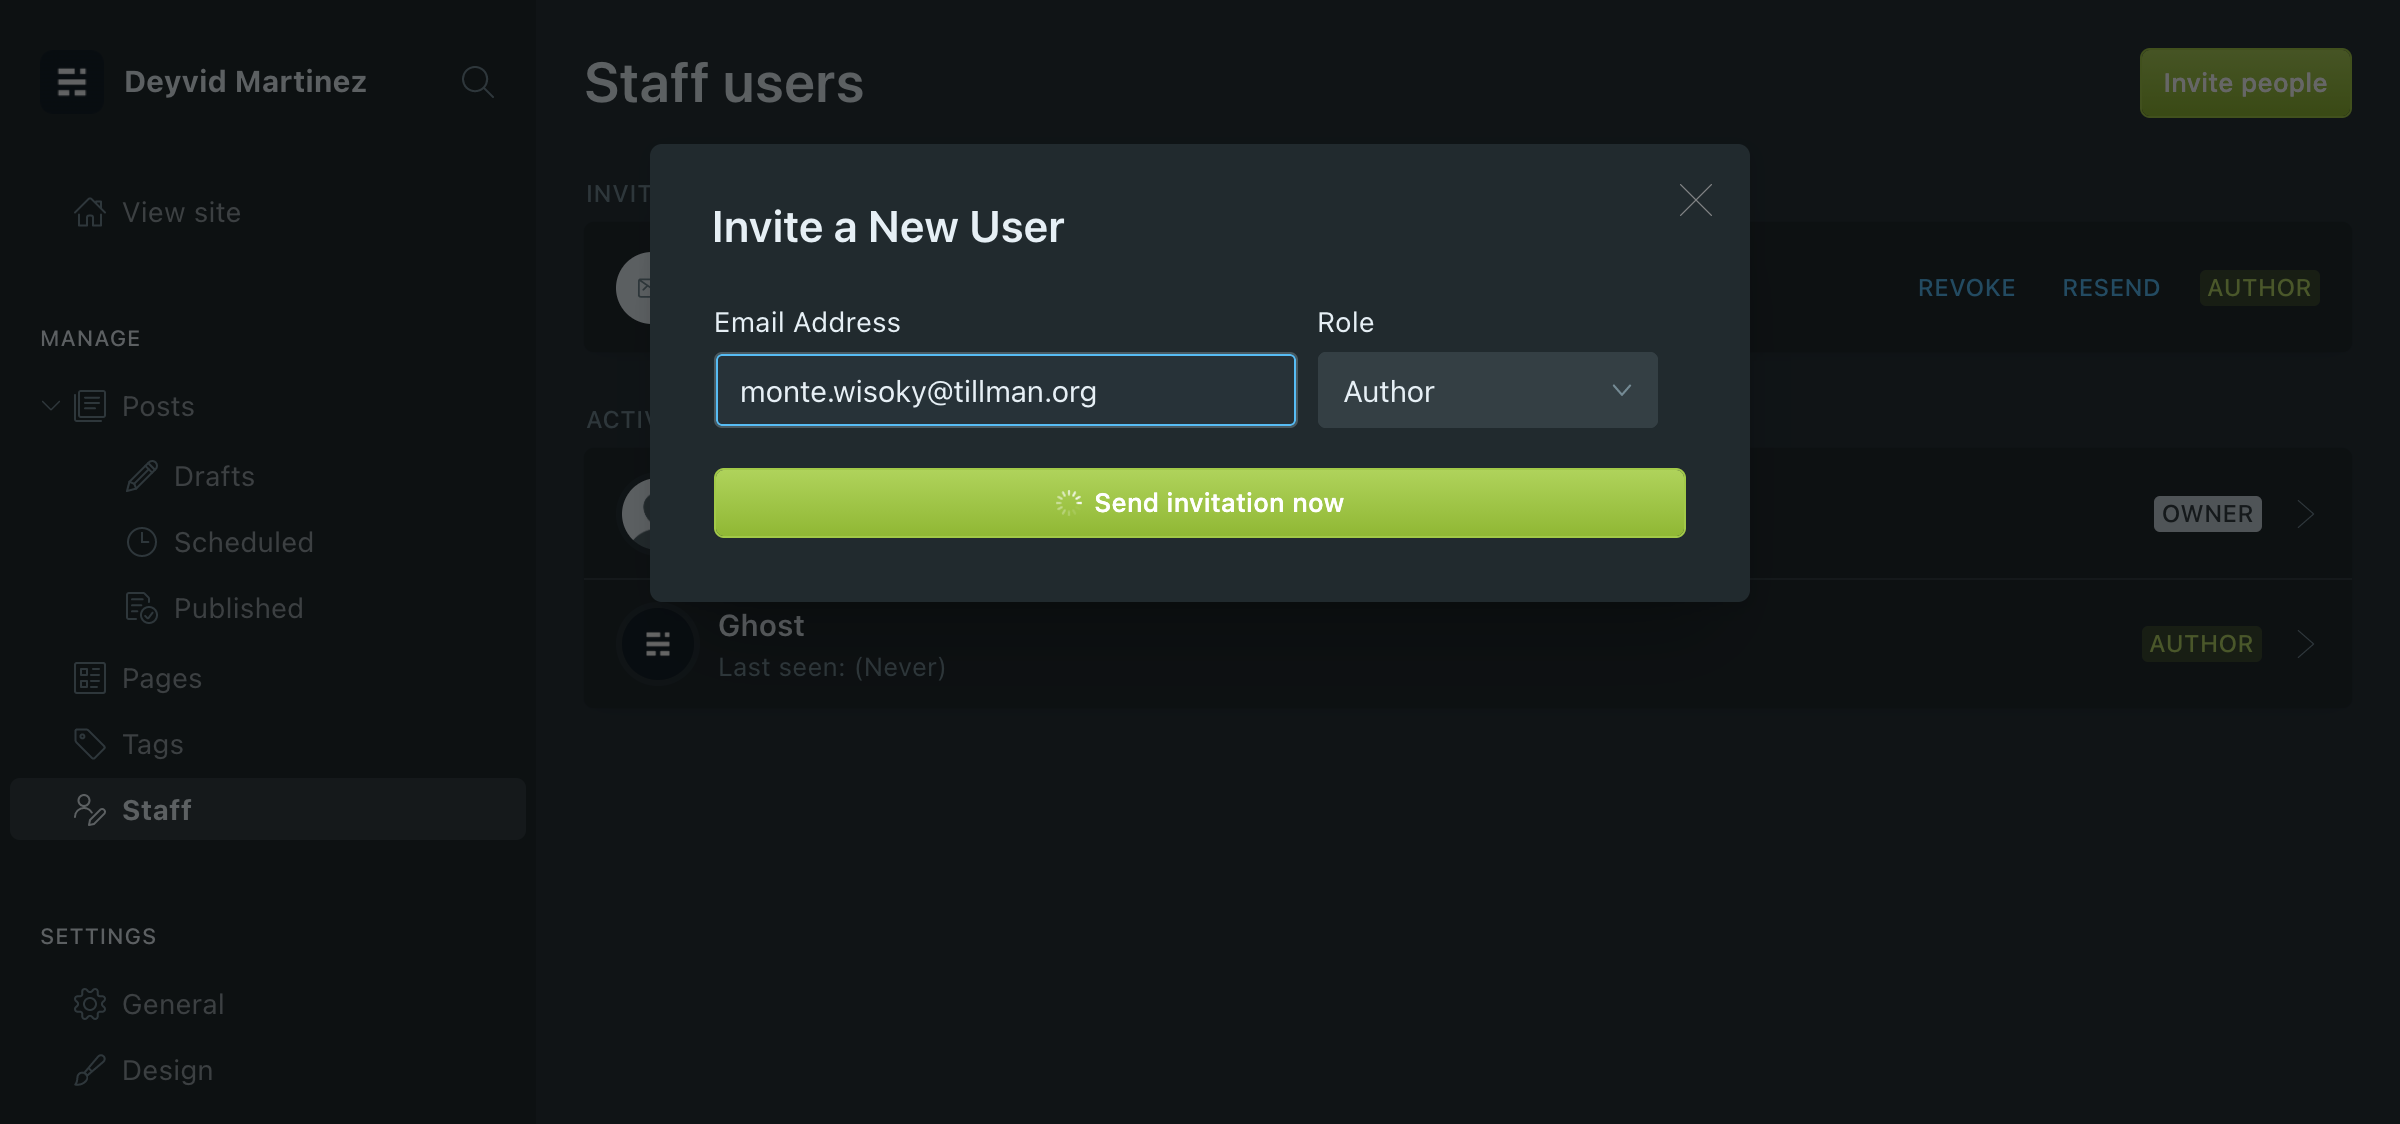 Deyvid Martinez
View site
MANAGE
Posts
Drafts
Scheduled
Published
Pages
Tags
Staff
SETTINGS
General
Design
Staff users
Invite people
REVOKE RESEND AUTHOR
OWNER
Ghost
Last seen: (Never)
AUTHOR
Invite a New User
Email Address
Role
monte.wisoky@tillman.org
Author
Send invitation now